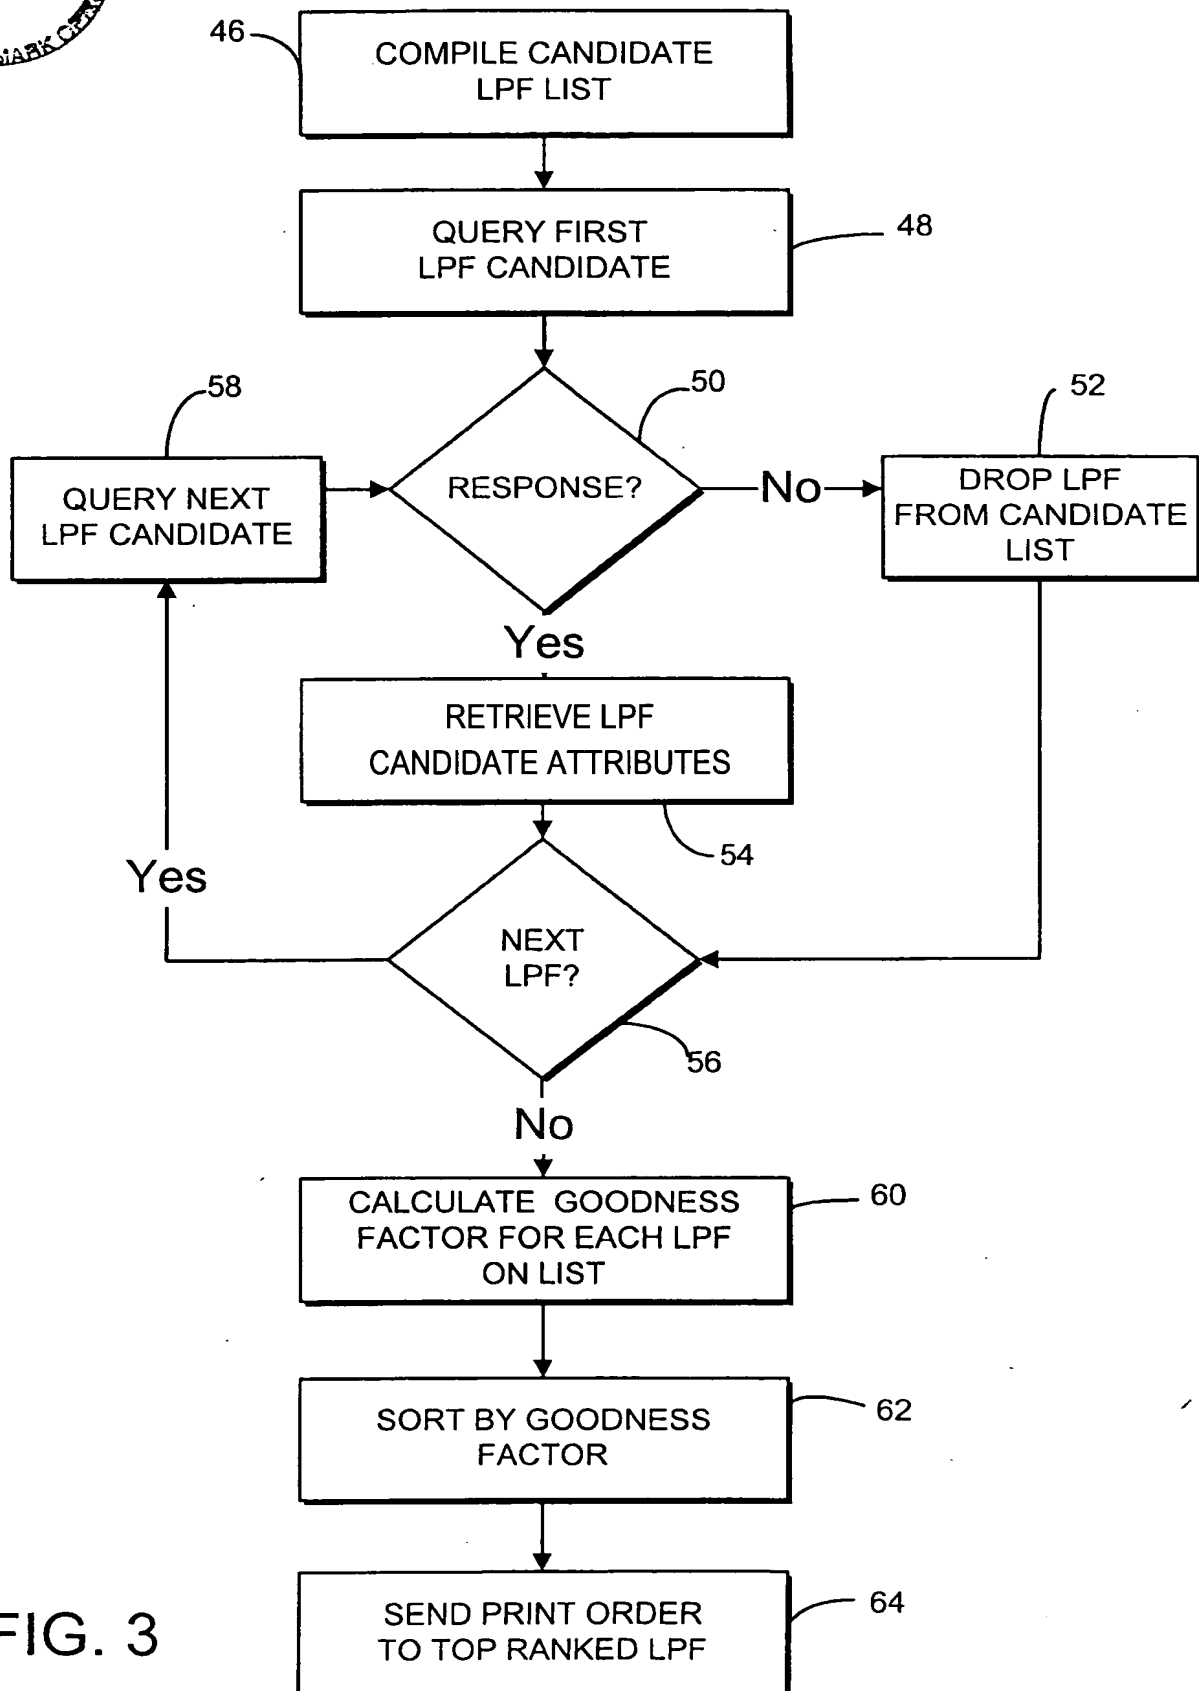 46
COMPILE CANDIDATE
LPF LIST
QUERY FIRST
LPF CANDIDATE
48
58
50
52
QUERY NEXT
LPF CANDIDATE
RESPONSE?
No
DROP LPF
FROM CANDIDATE
LIST
Yes
RETRIEVE LPF
CANDIDATE ATTRIBUTES
54
Yes
NEXT
LPF?
56
No
CALCULATE GOODNESS
FACTOR FOR EACH LPF
ON LIST
60
SORT BY GOODNESS
FACTOR
62
SEND PRINT ORDER
TO TOP RANKED LPF
64
FIG. 3